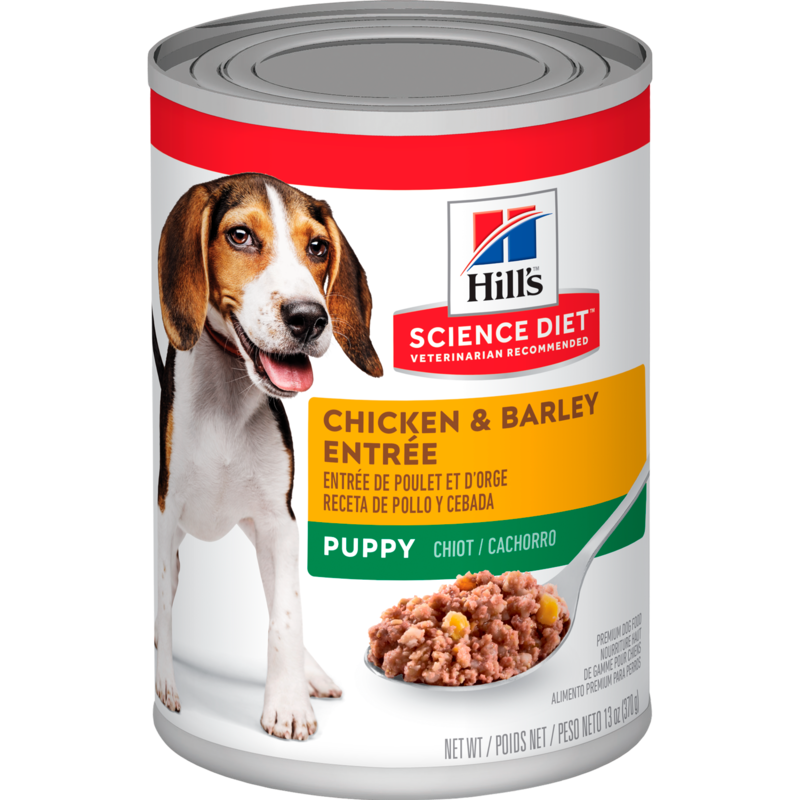 Hill's™
SCIENCE DIET™
VETERINARIAN RECOMMENDED
CHICKEN & BARLEY
ENTRÉE
ENTRÉE DE POULET ET D'ORGE
RECETA DE POLLO Y CEBADA
PUPPY CHIOT / CACHORRO
PREMIUM DOG FOOD
NOURRITURE HAUT
DE GAMME POUR CHIENS
ALIMENTO PREMIUM PARA PERROS
NET WT / POIDS NET / PESO NETO 13 oz (370 g)